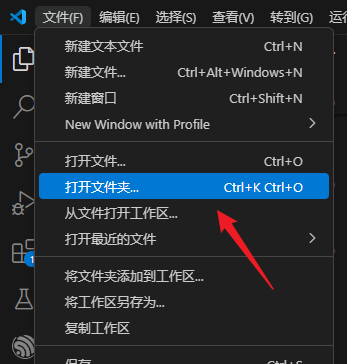 文件(F) 编辑(E) 选择(S) 查看(V) 转到(G) 运行
新建文本文件 Ctrl+N
新建文件... Ctrl+Alt+Windows+N
新建窗口 Ctrl+Shift+N
New Window with Profile
打开文件... Ctrl+O
打开文件夹... Ctrl+K Ctrl+O
从文件打开工作区...
打开最近的文件
1
将文件夹添加到工作区...
将工作区另存为...
复制工作区
保存 Ctrl+S